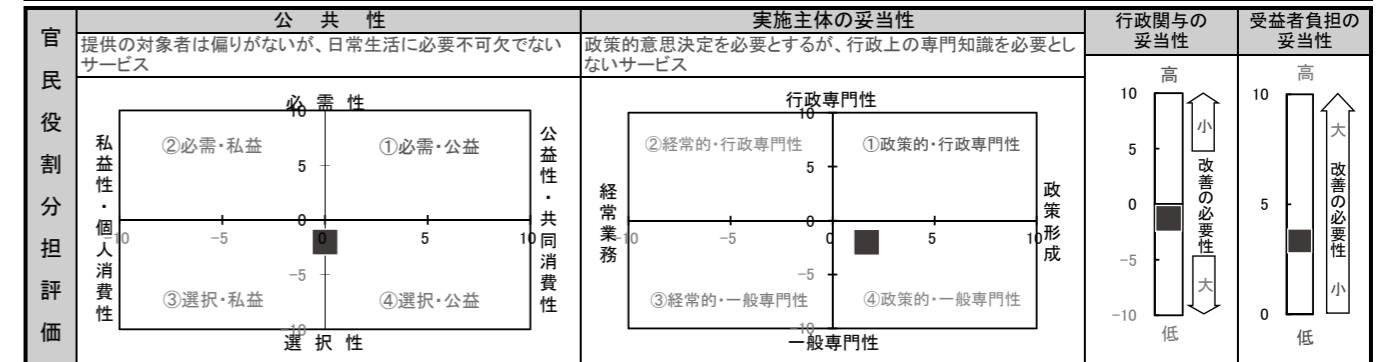 官民役割分担評価
公 共 性
提供の対象者は偏りがないが、日常生活に必要不可欠でない
サービス
必 需 性
私益性・個人消費性
公益性・共同消費性
②必需・私益
①必需・公益
③選択・私益
④選択・公益
10
5
0
-10
-5
0
5
10
-5
-10
選 択 性
実施主体の妥当性
政策的意思決定を必要とするが、行政上の専門知識を必要とし
ないサービス
行政専門性
経常業務
政策形成
②経常的・行政専門性
①政策的・行政専門性
③経常的・一般専門性
④政策的・一般専門性
10
5
0
-10
-5
0
5
10
-5
-10
一般専門性
行政関与の
妥当性
高
10
5
0
-5
-10
小
改善の必要性
大
低
受益者負担の
妥当性
高
10
5
0
大
改善の必要性
小
低